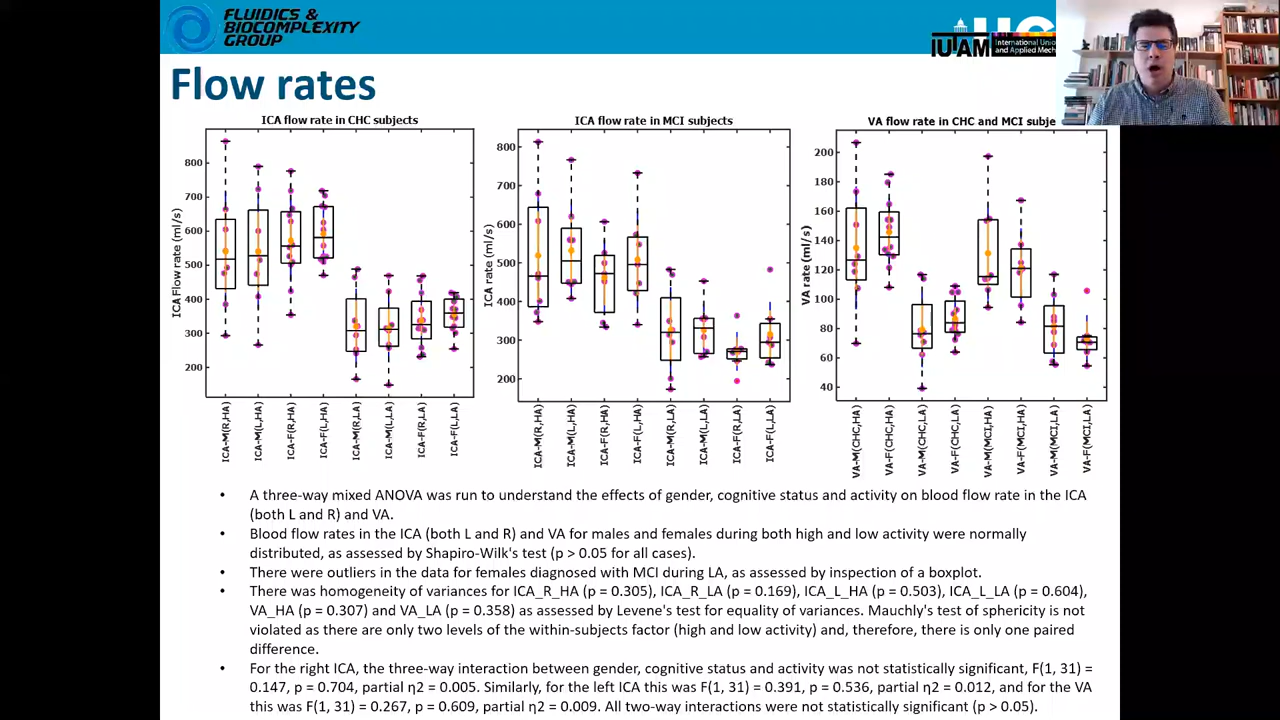 FLUIDICS &
BIOCOMPLEXITY
GROUP
IUTAM
International Unio
and Applied Mech
Flow rates
ICA flow rate in CHC subjects
ICA Flow rate (ml/s)
800
700
600
500
400
300
200
ICA-M(R,HA)
ICA-M(L,HA)
ICA-F(R,HA)
ICA-F(L,HA)
ICA-M(R,LA)
ICA-M(L,LA)
ICA-F(R,LA)
ICA-F(L,LA)
ICA flow rate in MCI subjects
ICA rate (ml/s)
800
700
600
500
400
300
200
ICA-M(R,HA)
ICA-M(L,HA)
ICA-F(R,HA)
ICA-F(L,HA)
ICA-M(R,LA)
ICA-M(L,LA)
ICA-F(R,LA)
ICA-F(L,LA)
VA flow rate in CHC and MCI subje
VA rate (ml/s)
200
180
160
140
120
100
80
60
40
VA-M(CHC,HA)
VA-F(CHC,HA)
VA-M(CHC,LA)
VA-F(CHC,LA)
VA-M(MCI,HA)
VA-F(MCI,HA)
VA-M(MCI,LA)
VA-F(MCI,LA)
• A three-way mixed ANOVA was run to understand the effects of gender, cognitive status and activity on blood flow rate in the ICA
(both L and R) and VA.
• Blood flow rates in the ICA (both L and R) and VA for males and females during both high and low activity were normally
distributed, as assessed by Shapiro-Wilk's test (p > 0.05 for all cases).
• There were outliers in the data for females diagnosed with MCI during LA, as assessed by inspection of a boxplot.
• There was homogeneity of variances for ICA_R_HA (p = 0.305), ICA_R_LA (p = 0.169), ICA_L_HA (p = 0.503), ICA_L_LA (p = 0.604),
VA_HA (p = 0.307) and VA_LA (p = 0.358) as assessed by Levene's test for equality of variances. Mauchly's test of sphericity is not
violated as there are only two levels of the within-subjects factor (high and low activity) and, therefore, there is only one paired
difference.
• For the right ICA, the three-way interaction between gender, cognitive status and activity was not statistically significant, F(1, 31) =
0.147, p = 0.704, partial η2 = 0.005. Similarly, for the left ICA this was F(1, 31) = 0.391, p = 0.536, partial η2 = 0.012, and for the VA
this was F(1, 31) = 0.267, p = 0.609, partial η2 = 0.009. All two-way interactions were not statistically significant (p > 0.05).